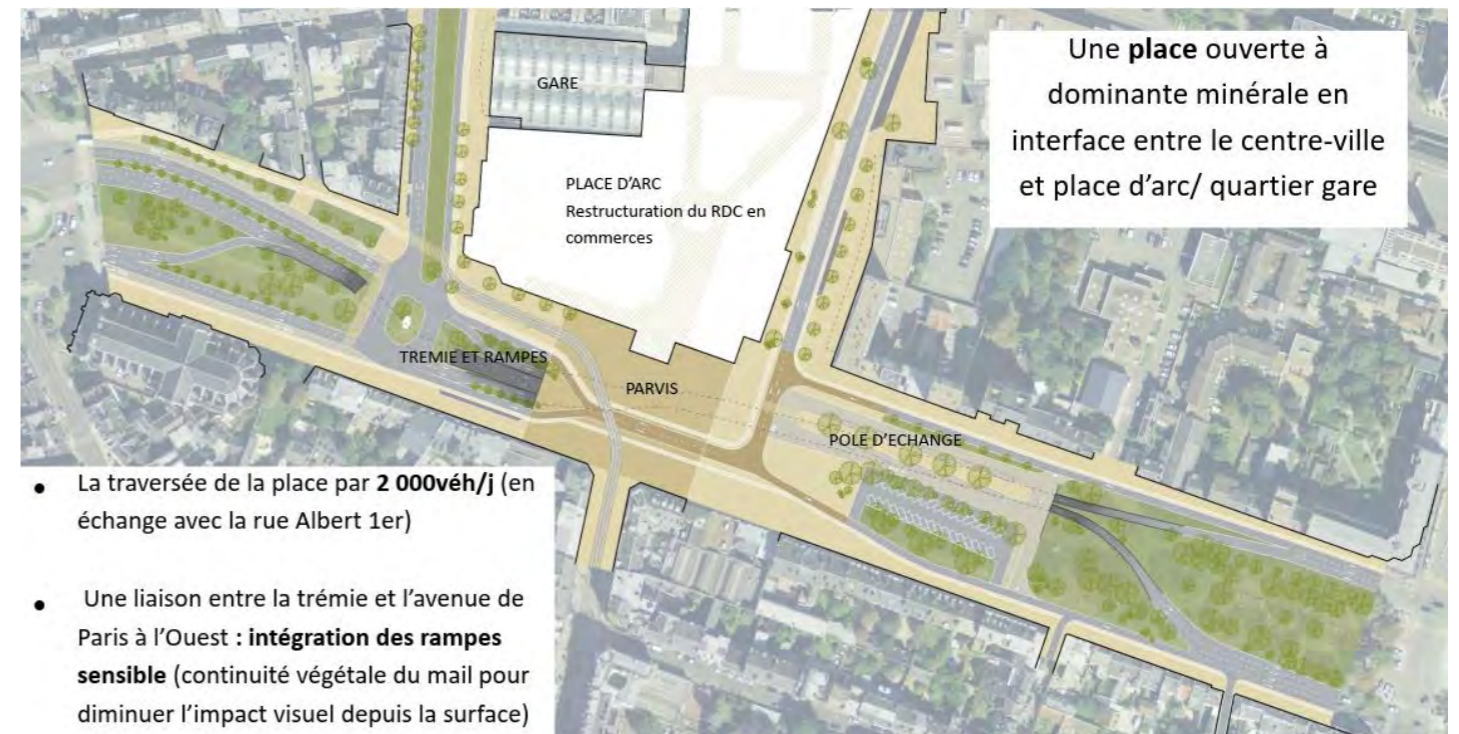 Une place ouverte à
dominante minérale en
interface entre le centre-ville
et place d’arc/ quartier gare
GARE
PLACE D’ARC
Restructuration du RDC en
commerces
TREMIE ET RAMPES
PARVIS
POLE D’ECHANGE
• La traversée de la place par 2 000véh/j (en
échange avec la rue Albert 1er)
• Une liaison entre la trémie et l’avenue de
Paris à l’Ouest : intégration des rampes
sensible (continuité végétale du mail pour
diminuer l’impact visuel depuis la surface)